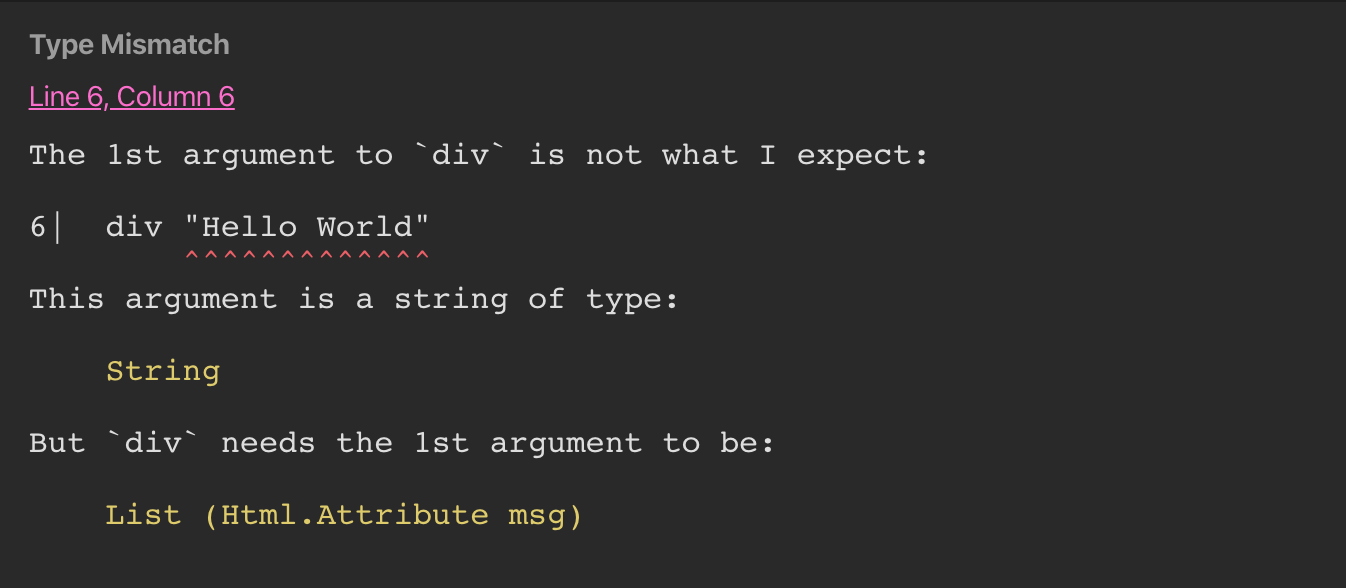 Type Mismatch
Line 6, Column 6
The 1st argument to `div` is not what I expect:
6|  div "Hello World"
        ^^^^^^^^^^^^^
This argument is a string of type:
    String
But `div` needs the 1st argument to be:
    List (Html.Attribute msg)